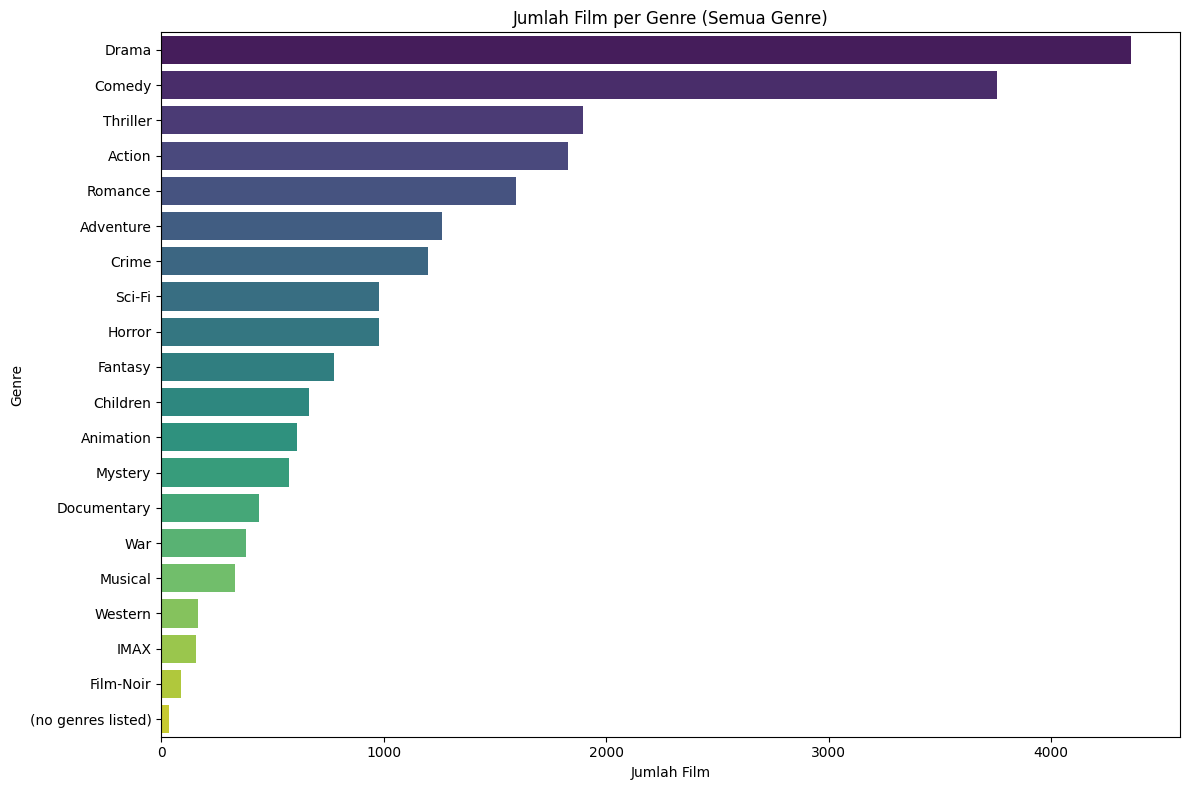 Jumlah Film per Genre (Semua Genre)
Drama
Comedy
Thriller
Action
Romance
Adventure
Crime
Sci-Fi
Horror
Fantasy
Children
Animation
Mystery
Documentary
War
Musical
Western
IMAX
Film-Noir
(no genres listed)
Genre
0 1000 2000 3000 4000
Jumlah Film